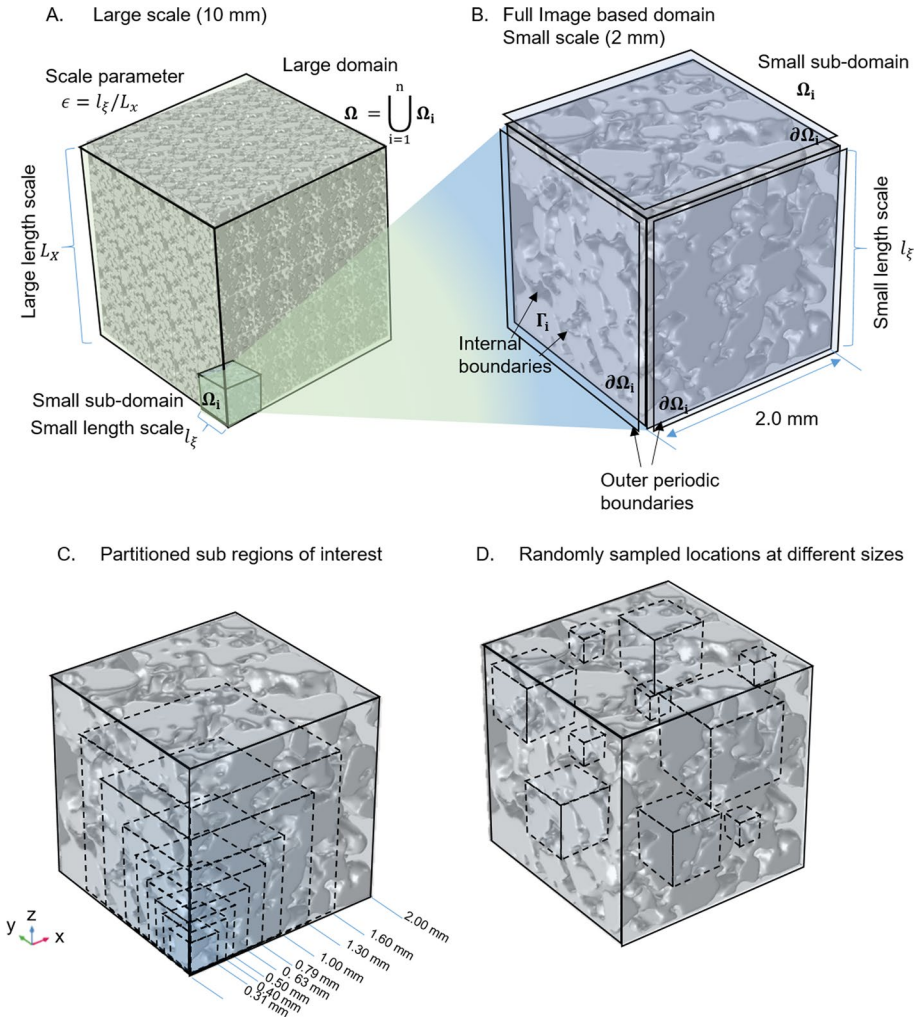 A. Large scale (10 mm)
Scale parameter
ϵ = l_ξ/L_x
Large domain
Ω = ⋃ Ω_i
n
i=1
Large length scale
L_X
Small sub-domain
Ω_i
Small length scale
l_ξ
B. Full Image based domain
Small scale (2 mm)
Small sub-domain
Ω_i
∂Ω_i
Small length scale
l_ξ
Γ_i
Internal
boundaries
∂Ω_i
∂Ω_i
2.0 mm
Outer periodic
boundaries
C. Partitioned sub regions of interest
z
y
x
2.00 mm
1.60 mm
1.30 mm
1.00 mm
0.79 mm
0. 63 mm
0.50 mm
0.40 mm
0.31 mm
D. Randomly sampled locations at different sizes